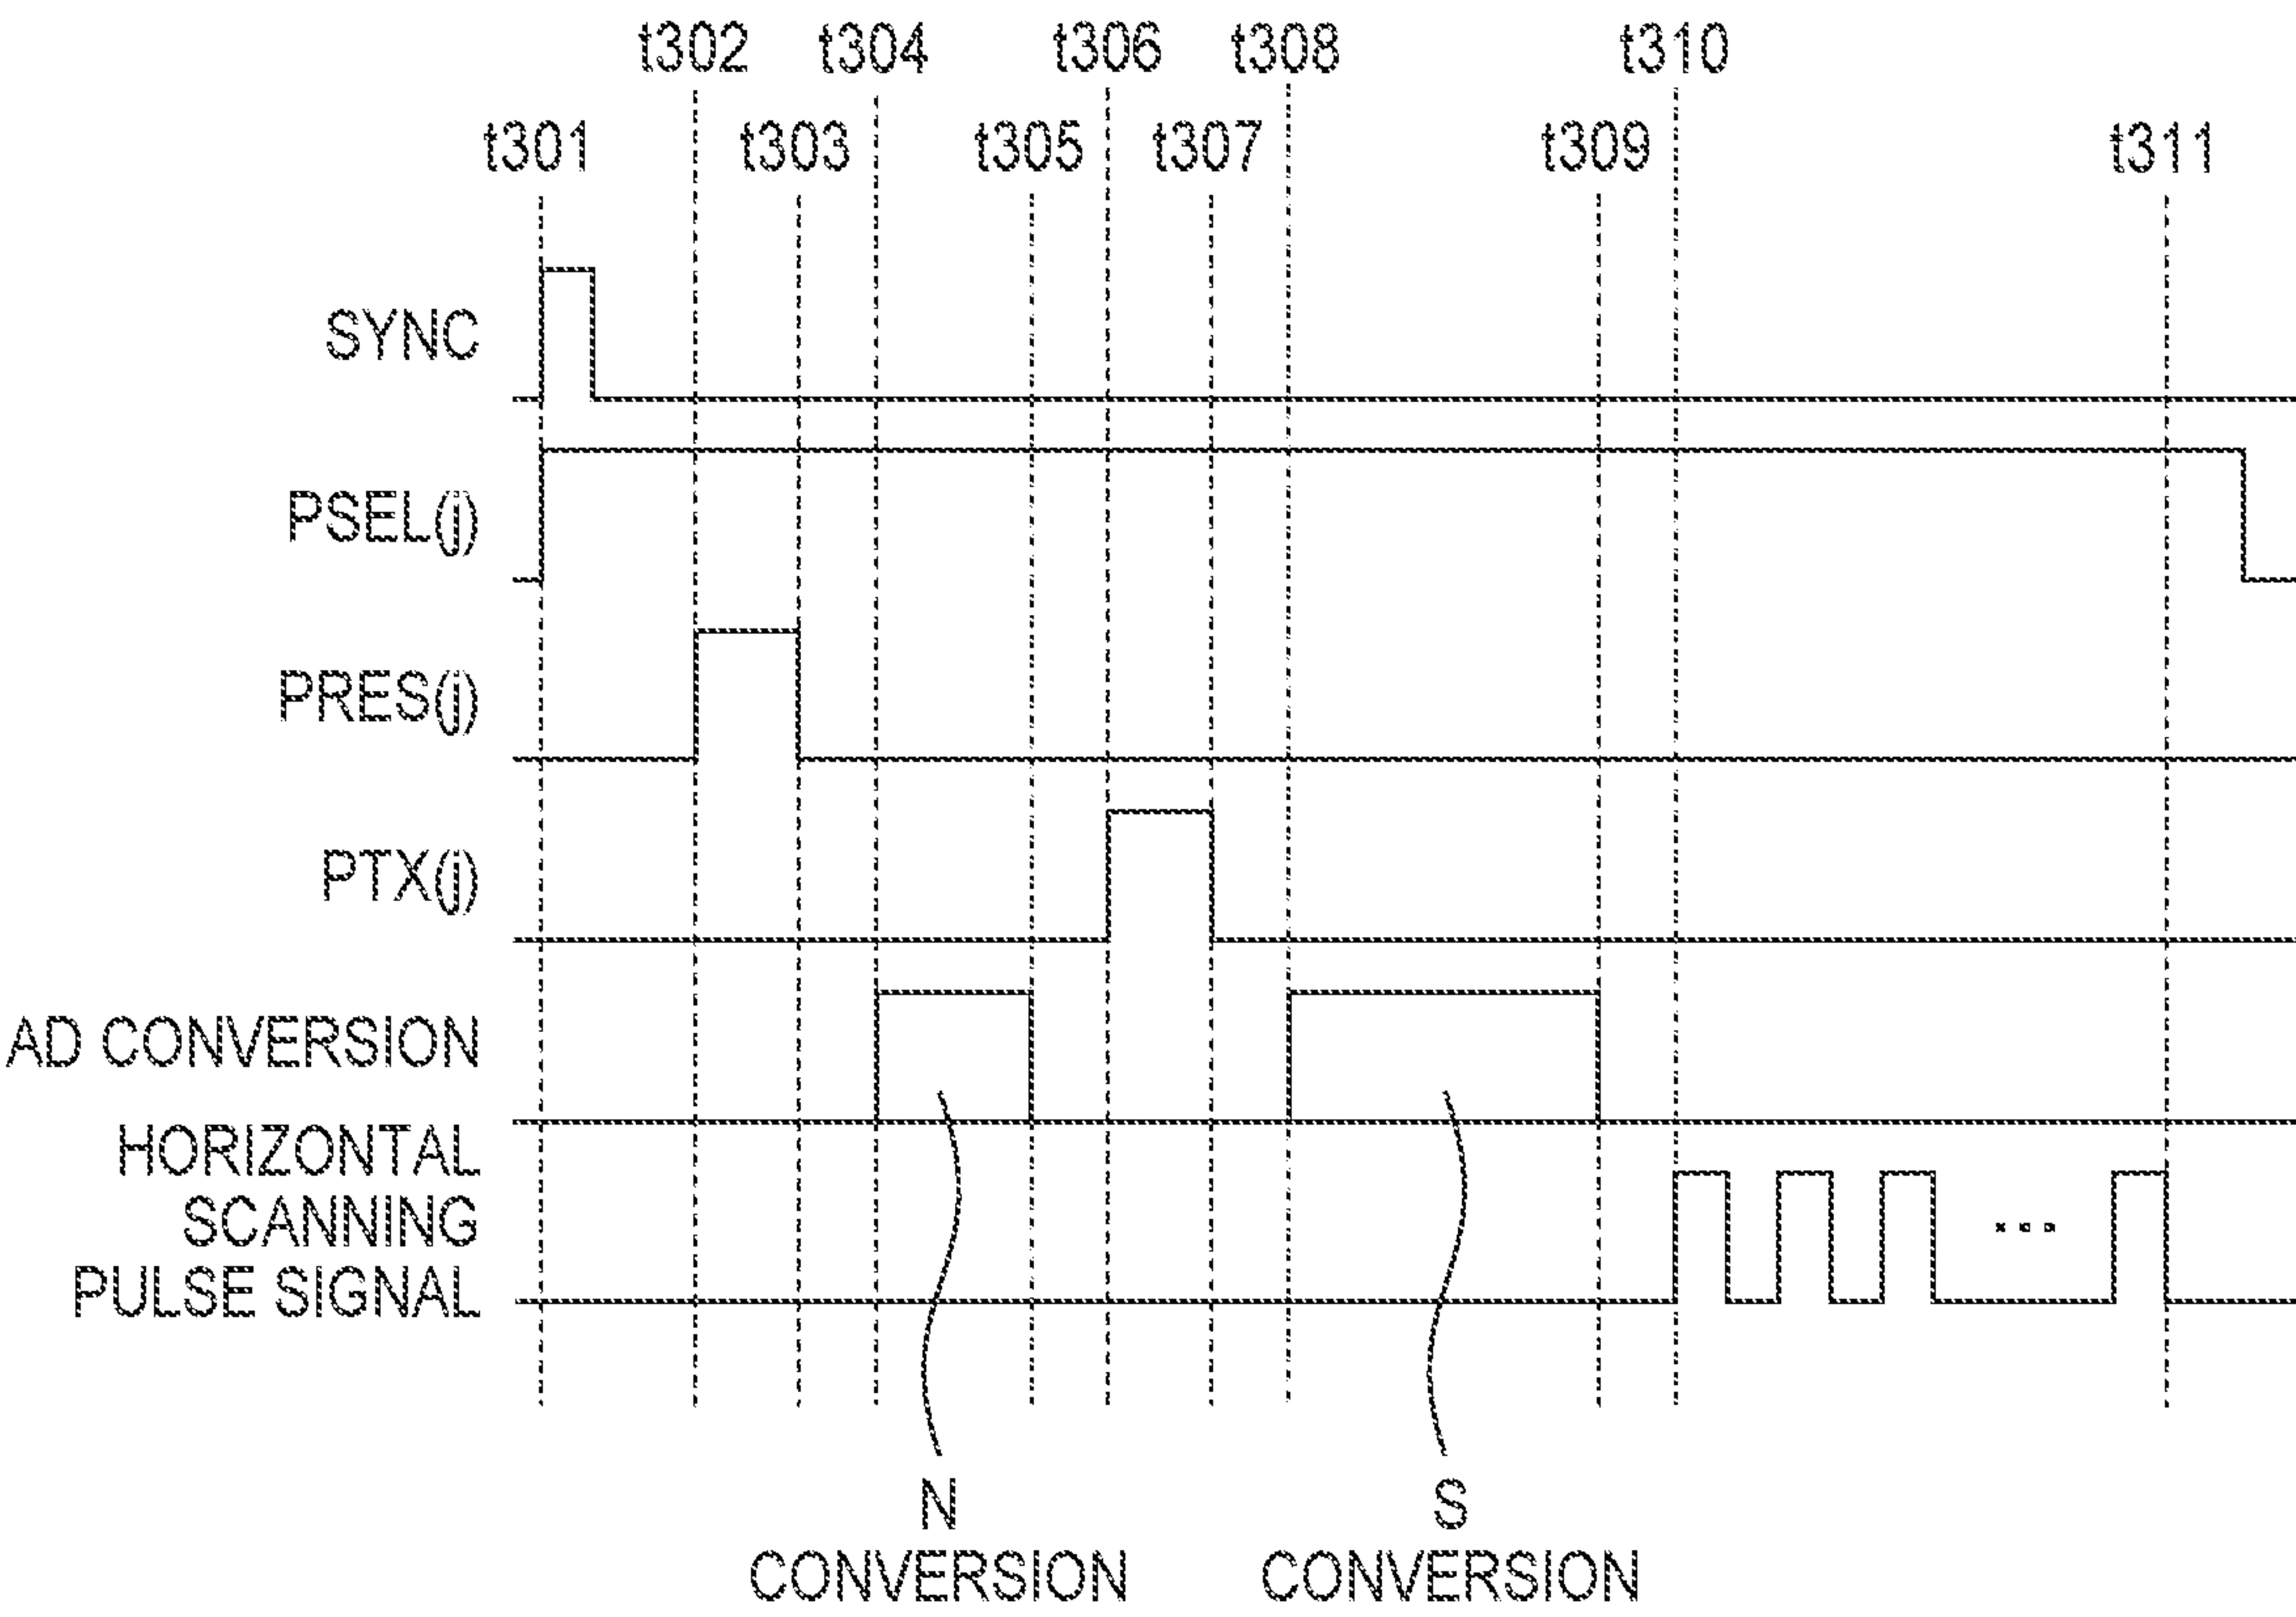 t302 t304 t306 t308 t310
t301 t303 t305 t307 t309 t311
SYNC
PSEL(j)
PRES(j)
PTX(j)
AD CONVERSION
HORIZONTAL
SCANNING
PULSE SIGNAL
...
N
CONVERSION
S
CONVERSION